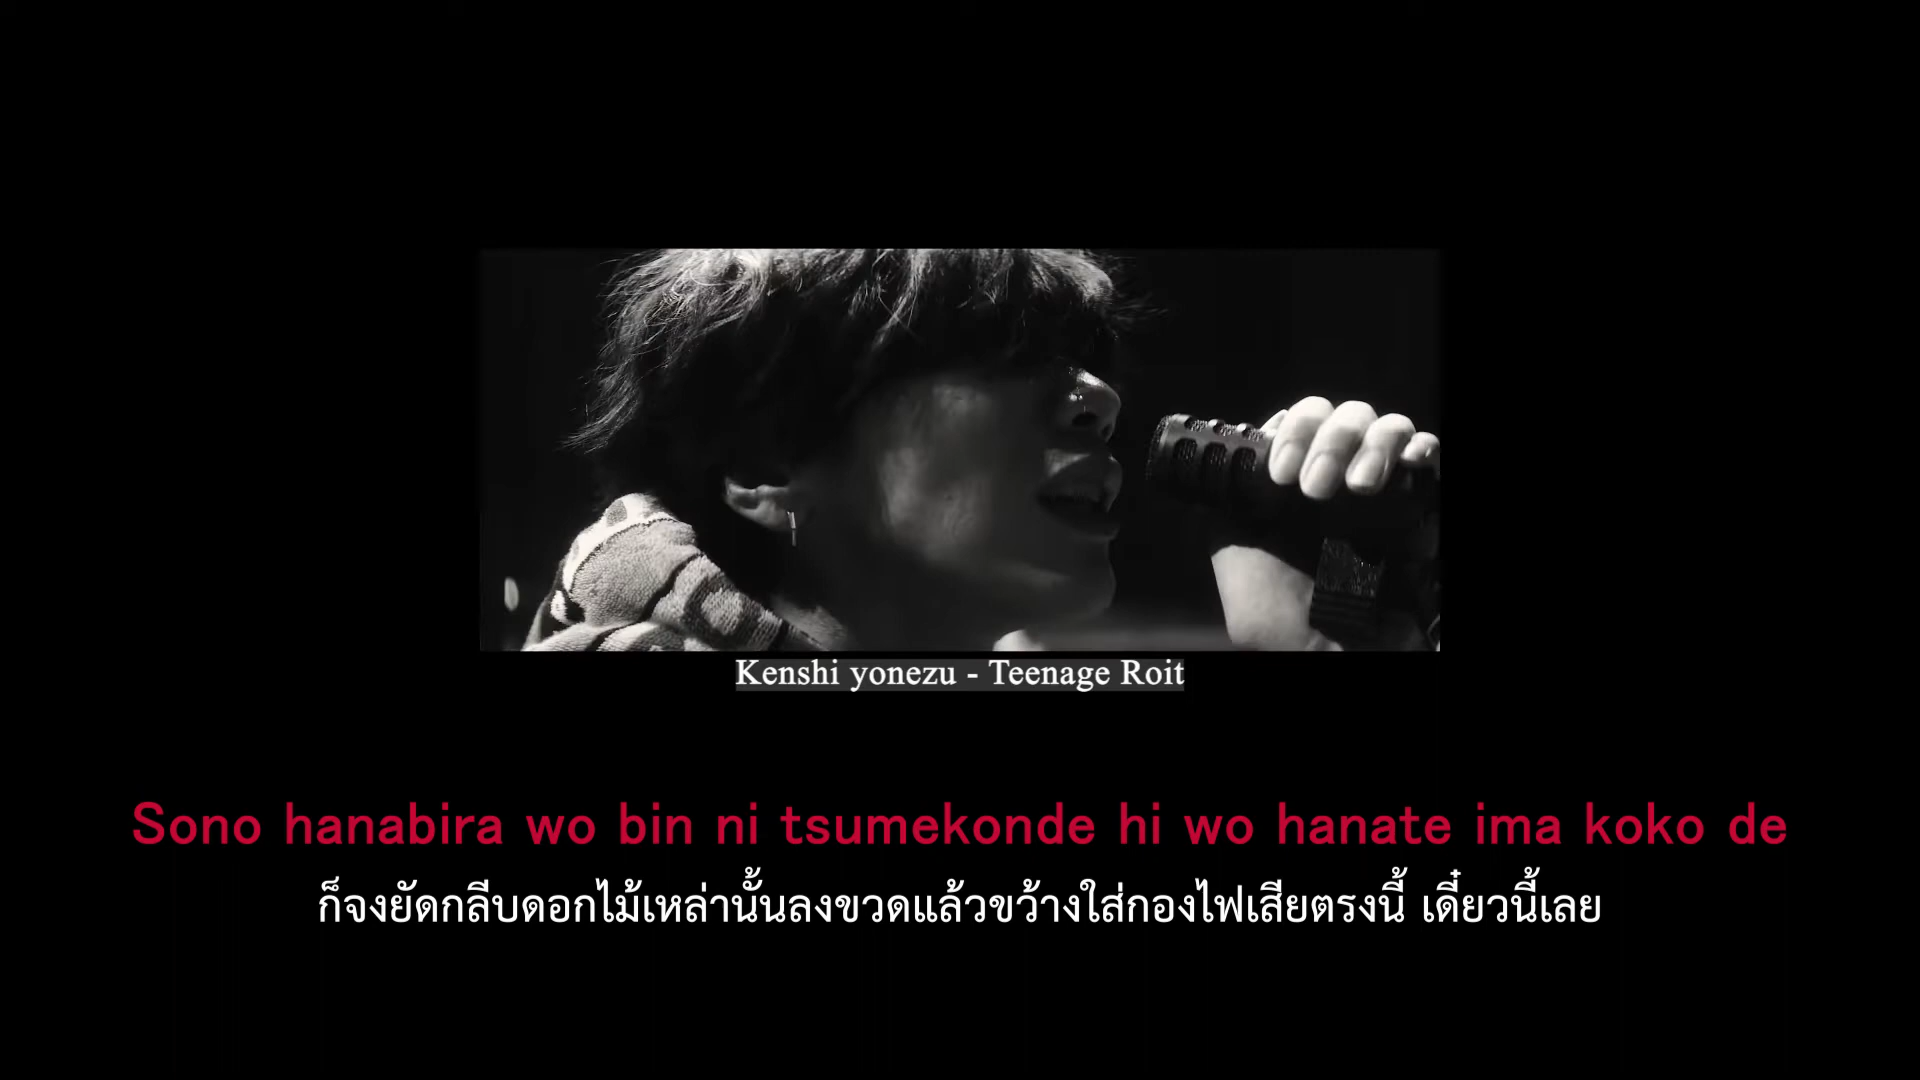 Kenshi yonezu - Teenage Roit
Sono hanabira wo bin ni tsumekonde hi wo hanate ima koko de
ก็จงยัดกลีบดอกไม้เหล่านั้นลงขวดแล้วขว้างใส่กองไฟเสียตรงนี้ เดี๋ยวนี้เลย